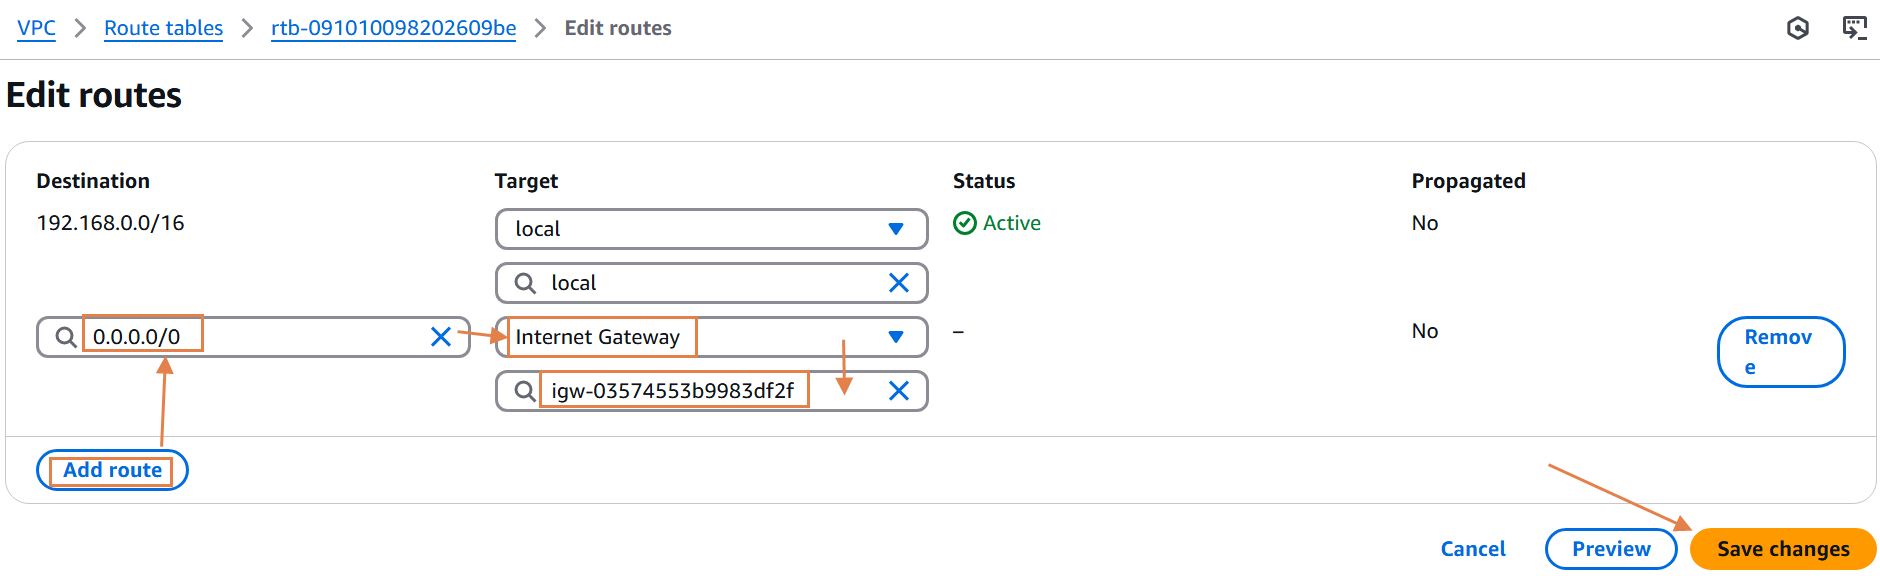 VPC > Route tables > rtb-091010098202609be > Edit routes
Edit routes
Destination Target Status Propagated
192.168.0.0/16 local Active No
local
0.0.0.0/0 Internet Gateway – No Remov
e
igw-03574553b9983df2f
Add route
Cancel Preview Save changes